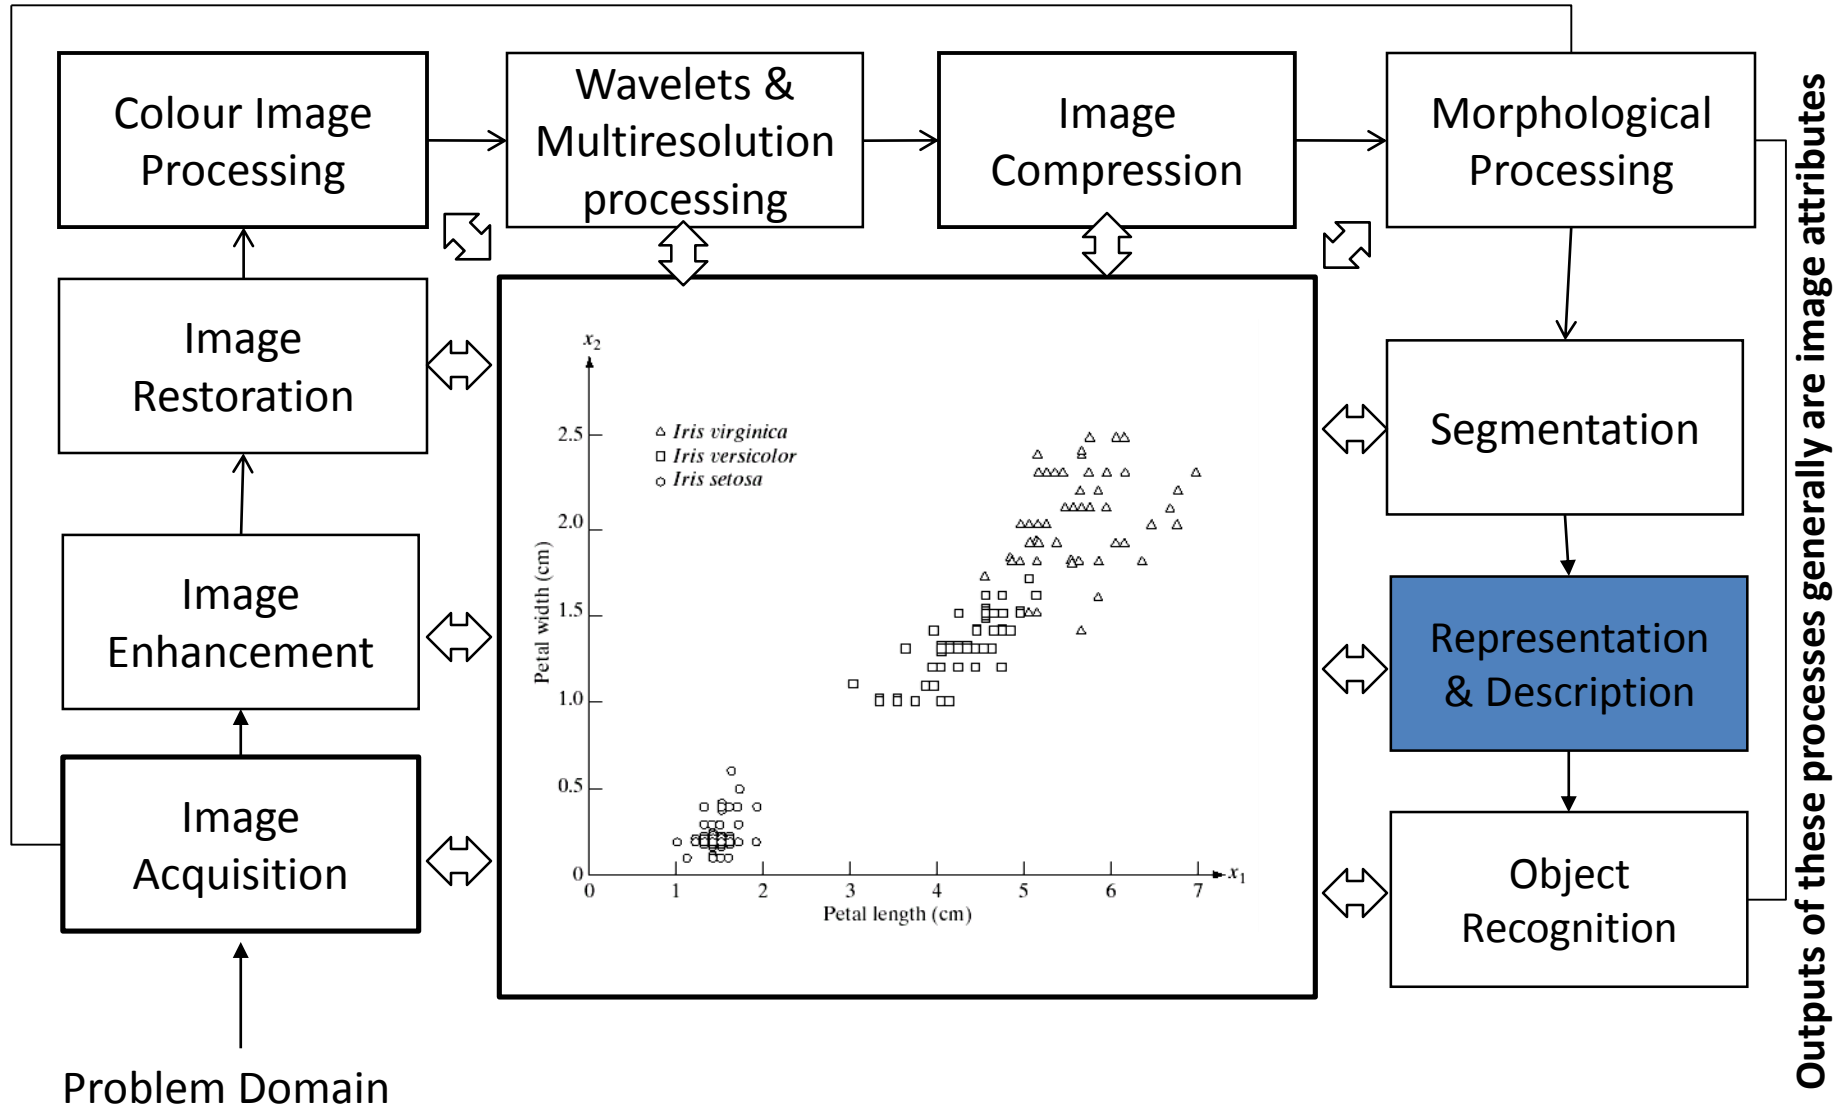 Colour Image
Processing
Wavelets &
Multiresolution
processing
Image
Compression
Morphological
Processing
Image
Restoration
Image
Enhancement
Image
Acquisition
Problem Domain
x2
2.5
2.0
1.5
1.0
0.5
0
Petal width (cm)
Iris virginica
Iris versicolor
Iris setosa
0 1 2 3 4 5 6 7
x1
Petal length (cm)
Segmentation
Representation
& Description
Object
Recognition
Outputs of these processes generally are image attributes